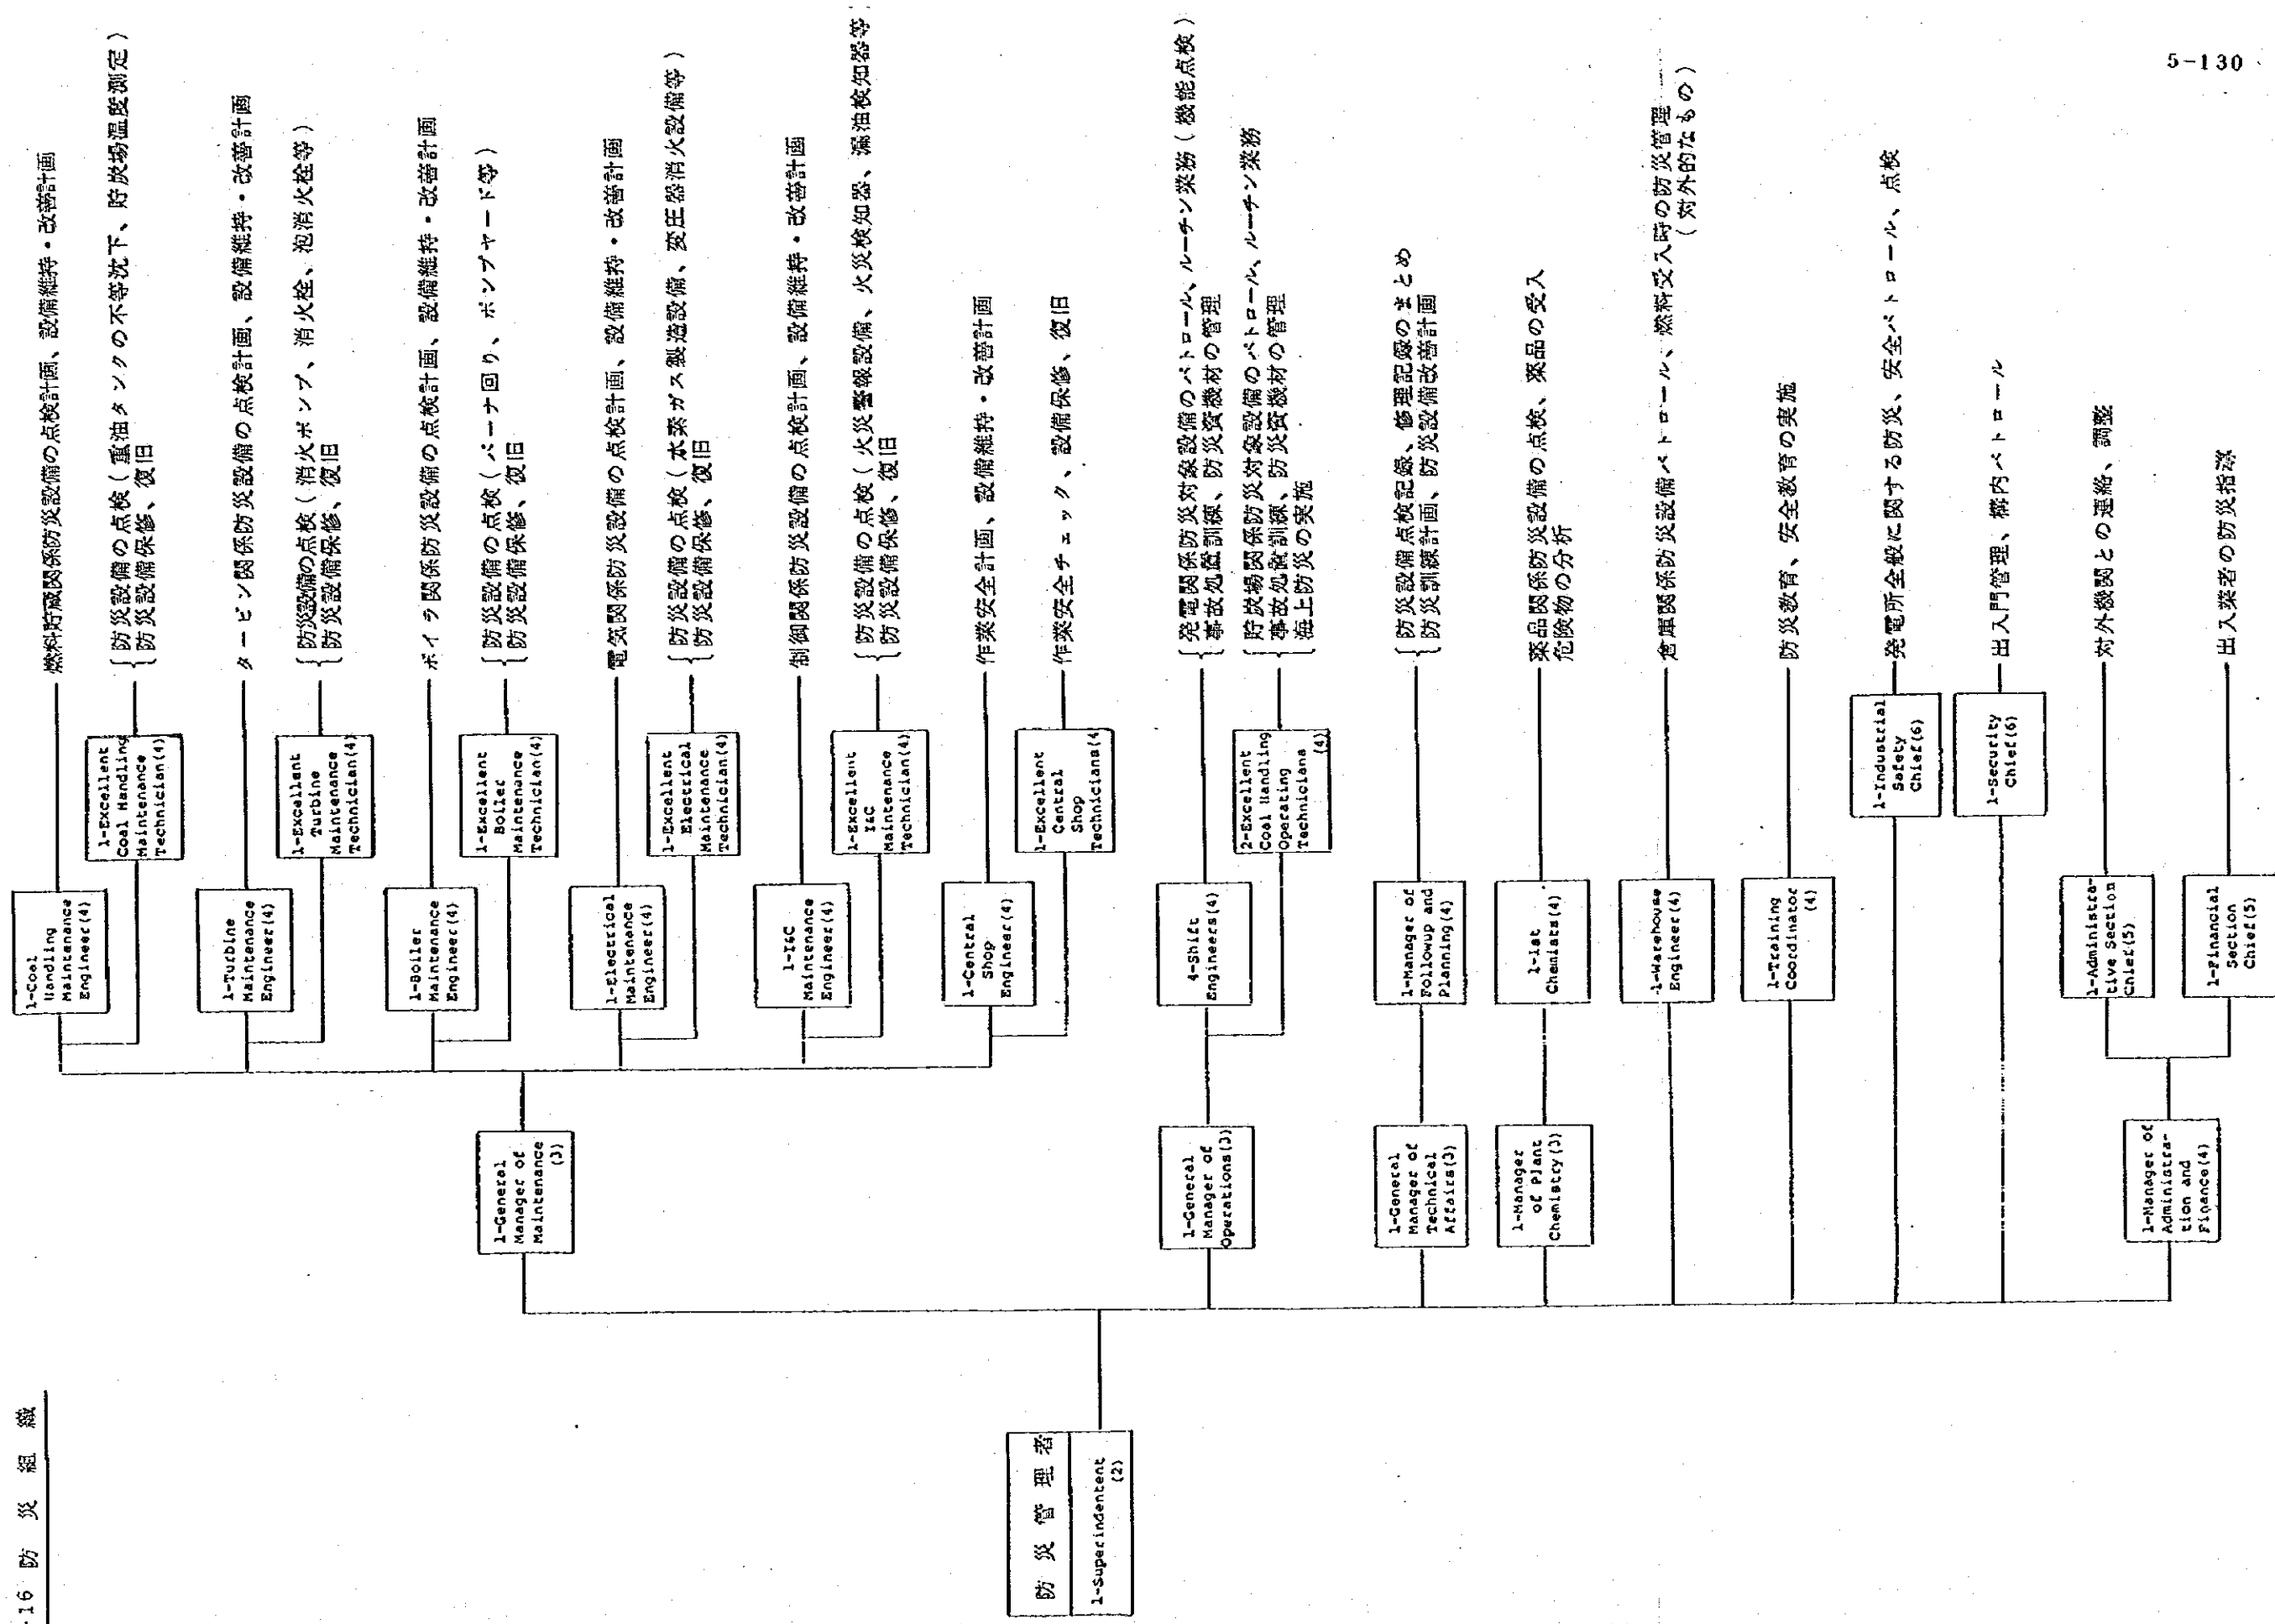 -16 防 災 組 織
防 災 管 理 者
1-Superindentent
(2)
1-General
Manager of
Maintenance
(3)
1-Coal
Handling
Maintenance
Engineer(4)
燃料貯蔵関係防災設備の点検計画、設備維持・改善計画
1-Excellent
Coal Handling
Maintenance
Technician(4)
防災設備の点検(重油タンクの不等沈下、貯炭場温度測定)
防災設備保修、復旧
1-Turbine
Maintenance
Engineer(4)
タービン関係防災設備の点検計画、設備維持・改善計画
1-Excellent
Turbine
Maintenance
Technician(4)
防災設備の点検(消火ポンプ、消火栓、泡消火栓等)
防災設備保修、復旧
1-Boiler
Maintenance
Engineer(4)
ボイラ関係防災設備の点検計画、設備維持・改善計画
1-Excellent
Boiler
Maintenance
Technician(4)
防災設備の点検(バーナ回り、ポンプヤード等)
防災設備保修、復旧
1-Electrical
Maintenance
Engineer(4)
電気関係防災設備の点検計画、設備維持・改善計画
1-Excellent
Electrical
Maintenance
Technician(4)
防災設備の点検(水素ガス製造設備、変圧器消火設備等)
防災設備保修、復旧
1-I&C
Maintenance
Engineer(4)
制御関係防災設備の点検計画、設備維持・改善計画
1-Excellent
I&C
Maintenance
Technician(4)
防災設備の点検(火災警報設備、火災検知器、漏油検知器等
防災設備保修、復旧
1-Central
Shop
Engineer(4)
作業安全計画、設備維持・改善計画
1-Excellent
Central
Shop
Technicians(4
作業安全チェック、設備保修、復旧
1-General
Manager of
Operations(3)
4-Shift
Engineers(4)
発電関係防災対象設備のパトロール、ルーチン業務(機能点検)
事故処置訓練、防災資機材の管理
2-Excellent
Coal Handling
Operating
Technicians
(4)
貯炭場関係防災対象設備のパトロール、ルーチン業務
事故処置訓練、防災資機材の管理
海上防災の実施
1-General
Manager of
Technical
Affairs(3)
1-Manager of
Followup and
Planning(4)
防災設備点検記録、修理記録のまとめ
防災訓練計画、防災設備改善計画
1-Manager
of Plant
Chemistry(3)
1-1st
Chemists(4)
薬品関係防災設備の点検、薬品の受入
危険物の分析
1-Warehouse
Engineer(4)
倉庫関係防災設備パトロール、燃料受入時の防災管理
(対外的なもの)
1-Training
Coordinator
(4)
防災教育、安全教育の実施
1-Industrial
Safety
Chief(6)
発電所全般に関する防災、安全パトロール、点検
1-Security
Chief(6)
出入門管理、構内パトロール
1-Manager of
Administra-
tion and
Finance(4)
1-Administra-
tive Section
Chief(5)
対外機関との連絡、調整
1-Financial
Section
Chief(5)
出入業者の防災指導
5-130